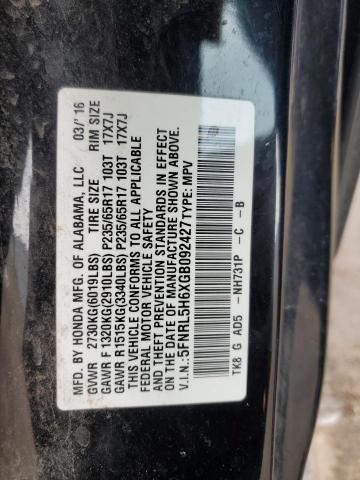 MFD. BY HONDA MFG. OF ALABAMA, LLC 03/'16
GVWR 2730KG(6019LBS) TIRE SIZE RIM SIZE
GAWR F 1320KG(2910LBS) P235/65R17 103T 17X7J
GAWR R 1515KG(3340LBS) P235/65R17 103T 17X7J
THIS VEHICLE CONFORMS TO ALL APPLICABLE
FEDERAL MOTOR VEHICLE SAFETY
AND THEFT PREVENTION STANDARDS IN EFFECT
ON THE DATE OF MANUFACTURE SHOWN ABOVE.
V.I.N.: 5FNRL5H6XGB092427 TYPE: MPV
TK8 G AD5 -NH731P -C -B